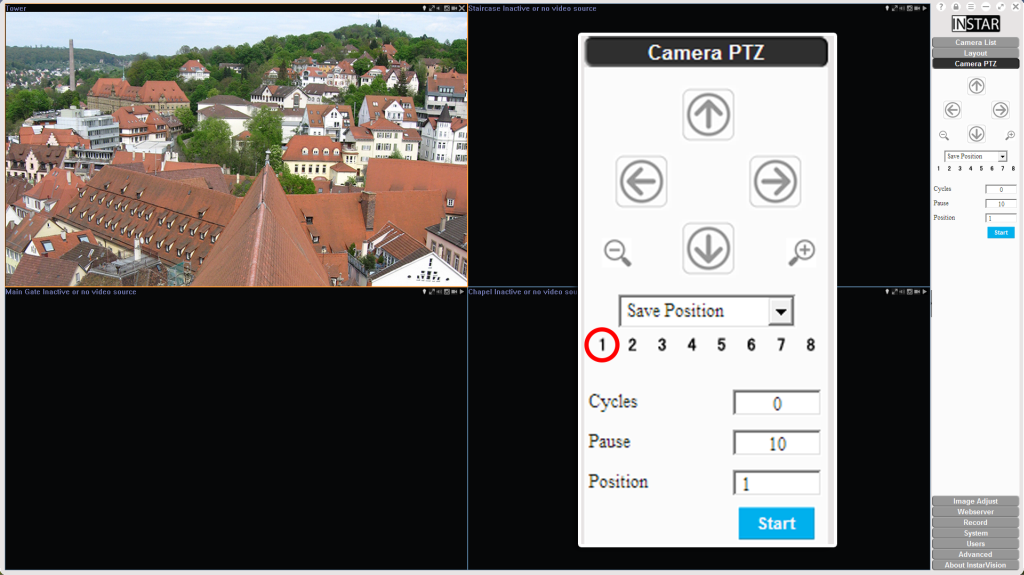 Tower
Staircase Inactive or no video source
INSTAR
Camera List
Layout
Camera PTZ
Save Position
1 2 3 4 5 6 7 8
Cycles 0
Pause 10
Position 1
Start
Camera PTZ
Save Position
1 2 3 4 5 6 7 8
Cycles 0
Pause 10
Position 1
Start
Main Gate Inactive or no video source
Chapel Inactive or no video sou
Image Adjust
Webserver
Record
System
Users
Advanced
About InstarVision